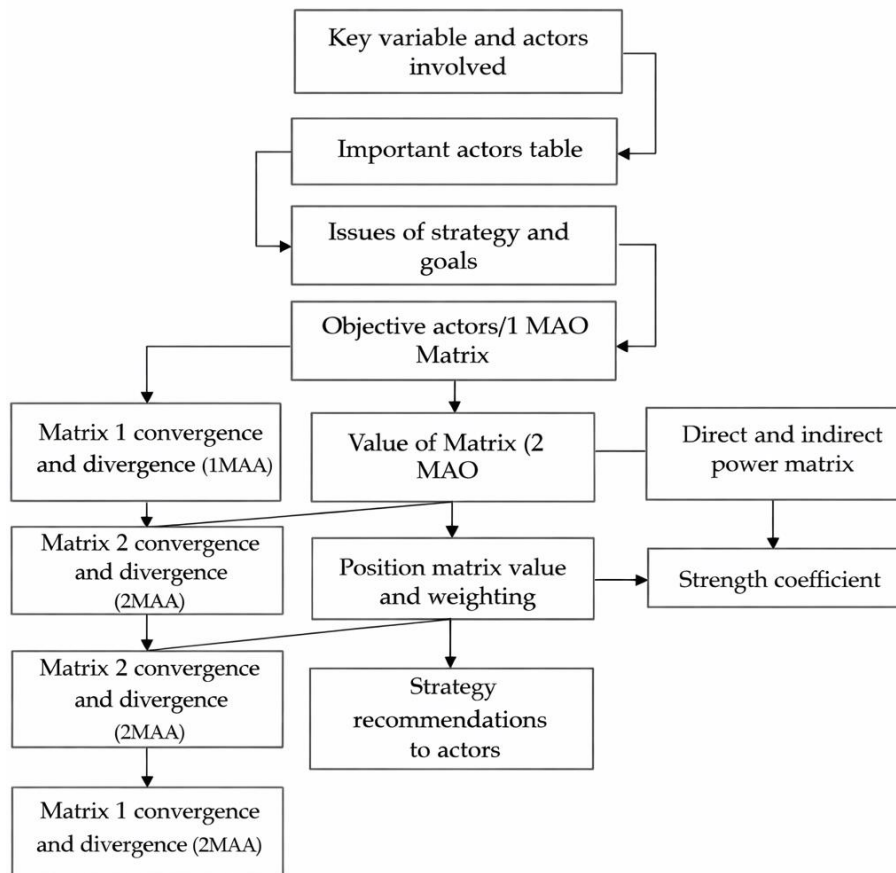 Key variable and actors
involved
Important actors table
Issues of strategy and
goals
Objective actors/1 MAO
Matrix
Matrix 1 convergence
and divergence (1MAA)
Value of Matrix (2
MAO
Direct and indirect
power matrix
Matrix 2 convergence
and divergence
(2MAA)
Position matrix value
and weighting
Strength coefficient
Matrix 2 convergence
and divergence
(2MAA)
Strategy
recommendations
to actors
Matrix 1 convergence
and divergence (2MAA)